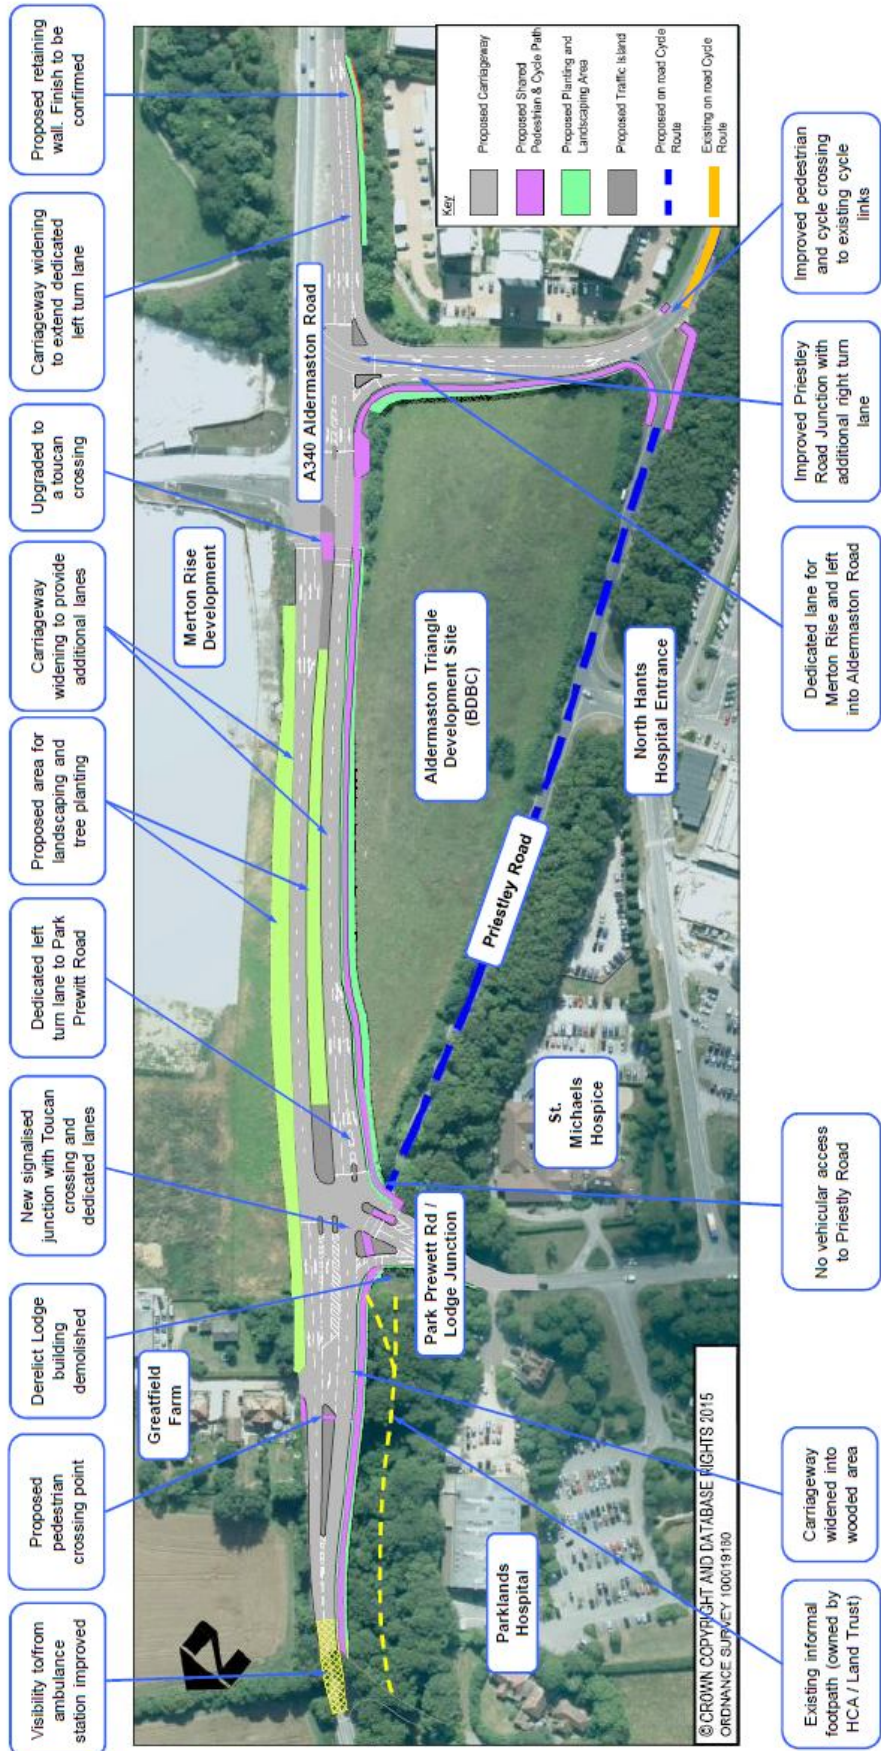 Visibility to/from
ambulance
station improved
Proposed
pedestrian
crossing point
Derelict Lodge
building
demolished
New signalised
junction with Toucan
crossing and
dedicated lanes
Dedicated left
turn lane to Park
Prewitt Road
Proposed area for
landscaping and
tree planting
Carriageway
widening to provide
additional lanes
Upgraded to
a toucan
crossing
Carriageway widening
to extend dedicated
left turn lane
Proposed retaining
wall. Finish to be
confirmed
Greatfield
Farm
Merton Rise
Development
A340 Aldermaston Road
Key
Proposed Carriageway
Proposed Shared
Pedestrian & Cycle Path
Proposed Planting and
Landscaping Area
Proposed Traffic Island
Proposed on road Cycle
Route
Existing on road Cycle
Route
Aldermaston Triangle
Development Site
(BDBC)
Park Prewett Rd /
Lodge Junction
Priestley Road
Parklands
Hospital
St.
Michaels
Hospice
North Hants
Hospital Entrance
© CROWN COPYRIGHT AND DATABASE RIGHTS 2015
ORDNANCE SURVEY 100019180
Existing informal
footpath (owned by
HCA / Land Trust)
Carriageway
widened into
wooded area
No vehicular access
to Priestly Road
Dedicated lane for
Merton Rise and left
into Aldermaston Road
Improved Priestley
Road Junction with
additional right turn
lane
Improved pedestrian
and cycle crossing
to existing cycle
links